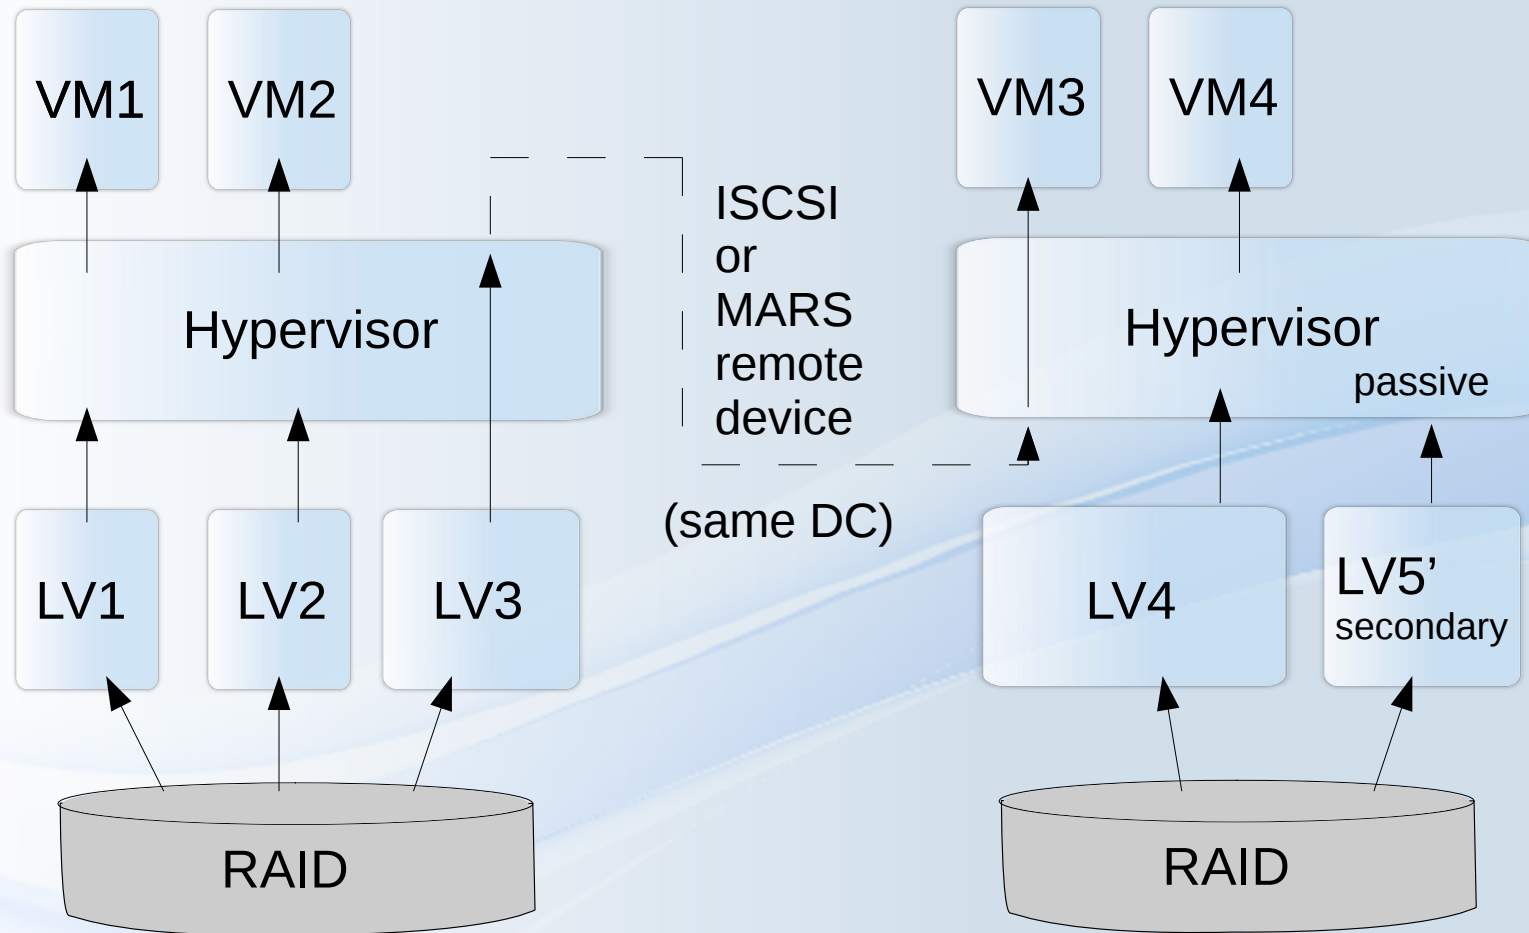 VM1
VM2
VM3
VM4
ISCSI
or
MARS
remote
device
Hypervisor
Hypervisor
passive
(same DC)
LV1
LV2
LV3
LV4
LV5’
secondary
RAID
RAID